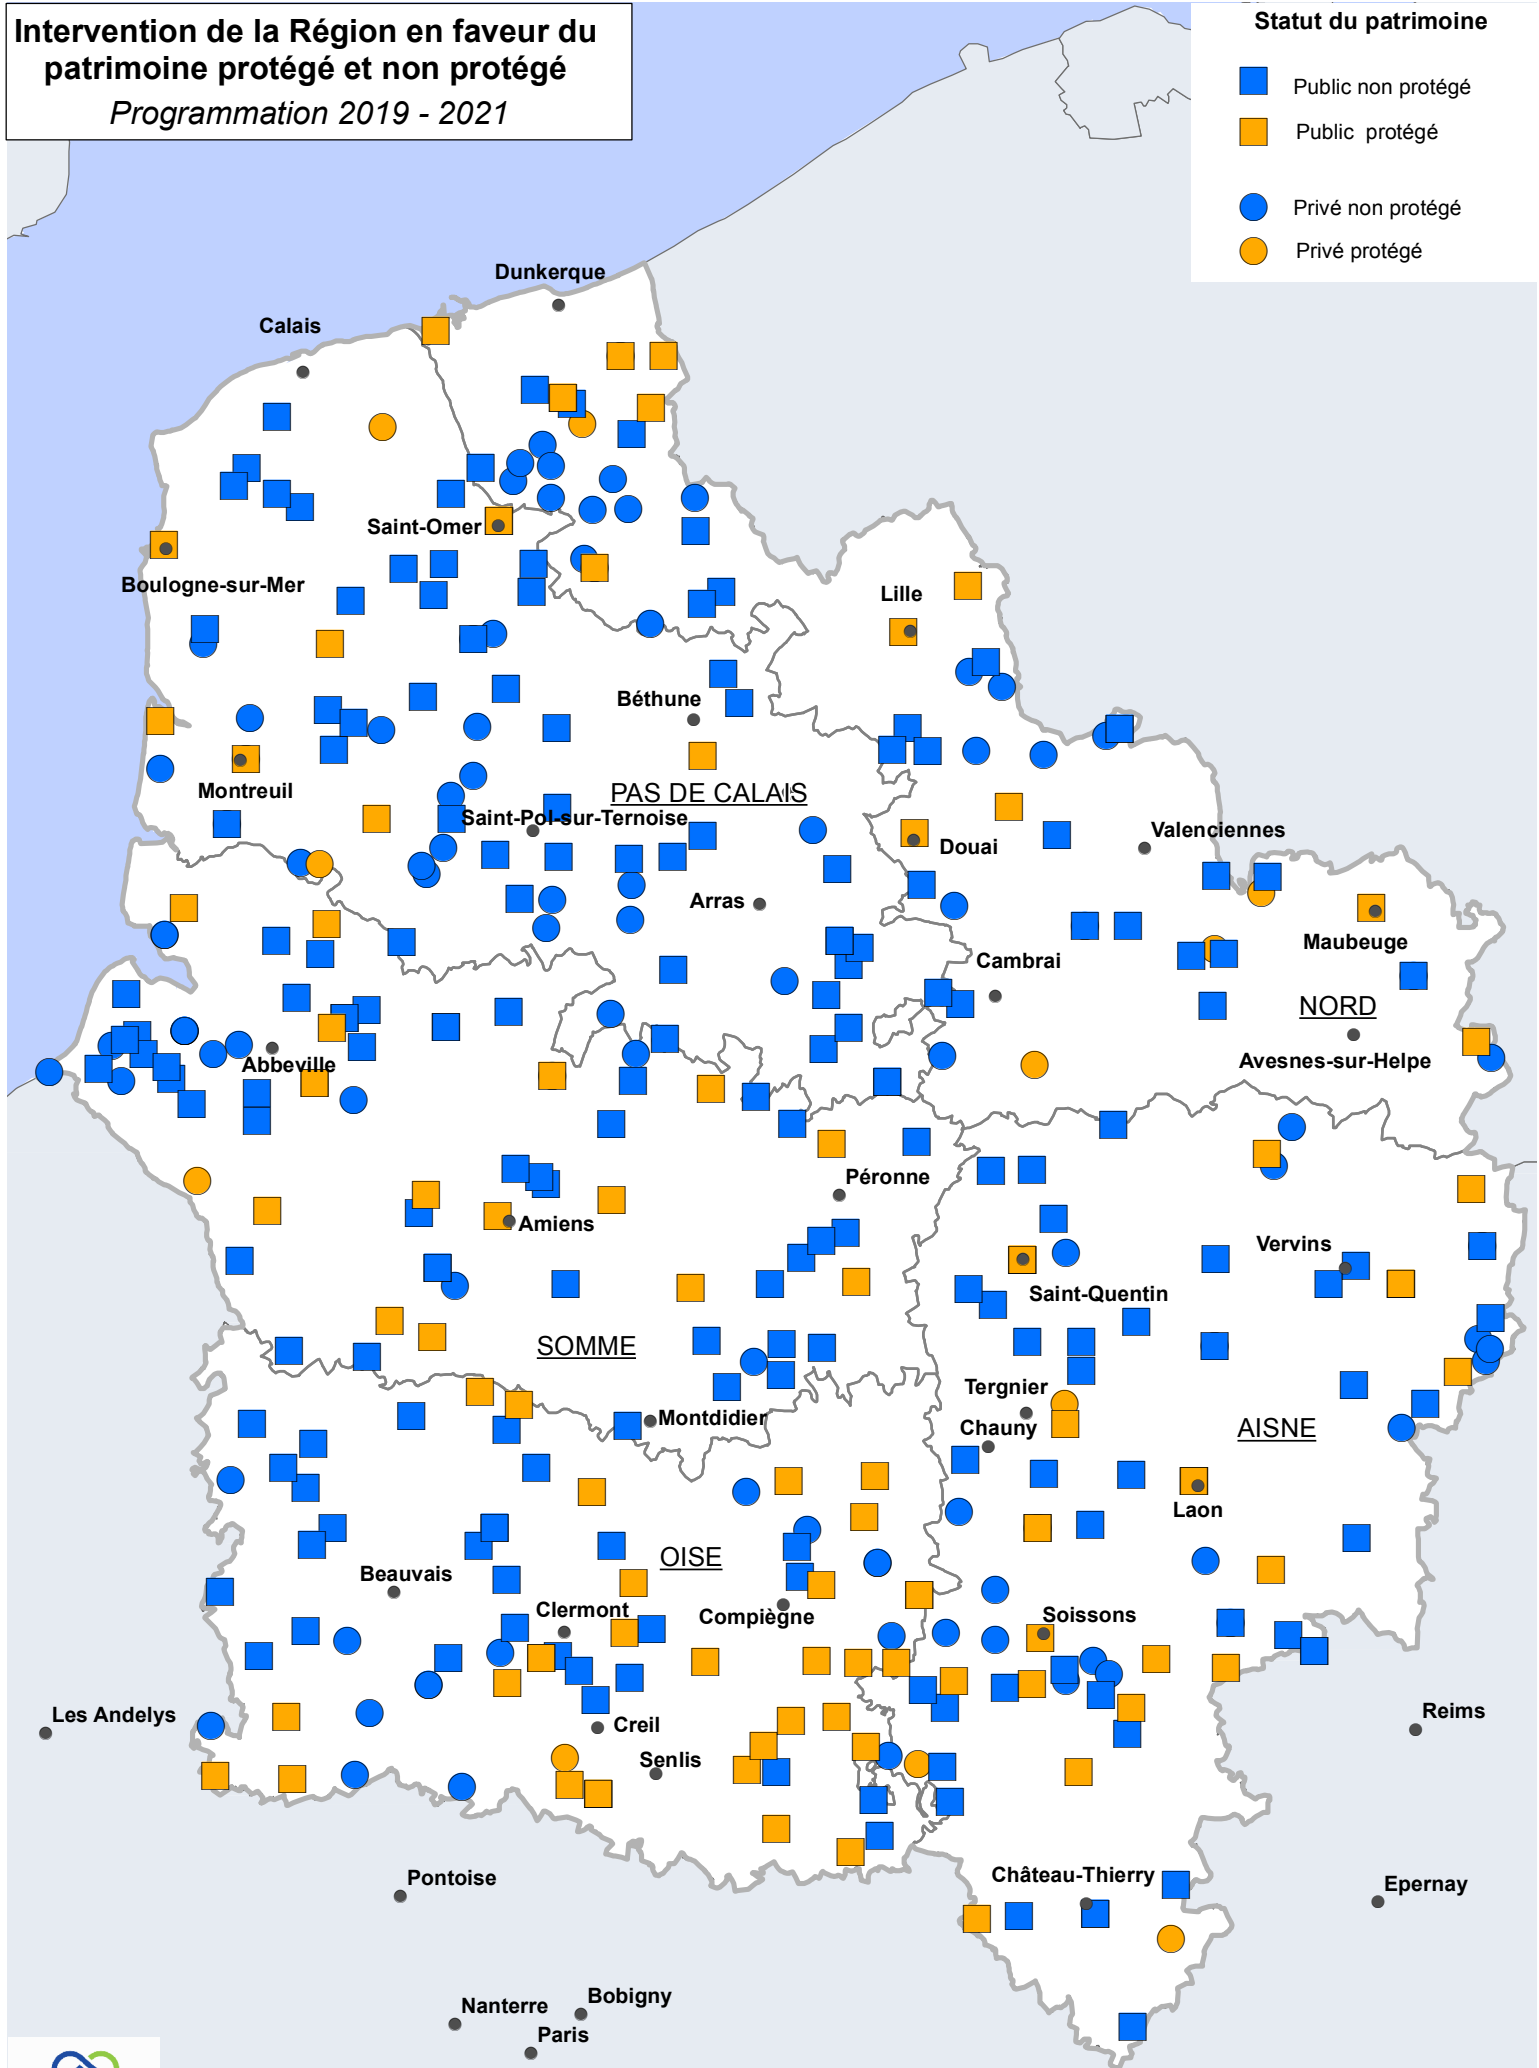 Intervention de la Région en faveur du
patrimoine protégé et non protégé
Programmation 2019 - 2021
Statut du patrimoine
Public non protégé
Public protégé
Privé non protégé
Privé protégé
Dunkerque
Calais
Saint-Omer
Boulogne-sur-Mer
Lille
Béthune
Montreuil
PAS DE CALAIS
Saint-Pol-sur-Ternoise
Valenciennes
Douai
Arras
Maubeuge
Cambrai
NORD
Avesnes-sur-Helpe
Abbeville
Péronne
Amiens
Vervins
Saint-Quentin
SOMME
Tergnier
Montdidier
Chauny
AISNE
Laon
OISE
Beauvais
Clermont
Compiègne
Soissons
Les Andelys
Creil
Reims
Senlis
Château-Thierry
Pontoise
Epernay
Nanterre
Bobigny
Paris